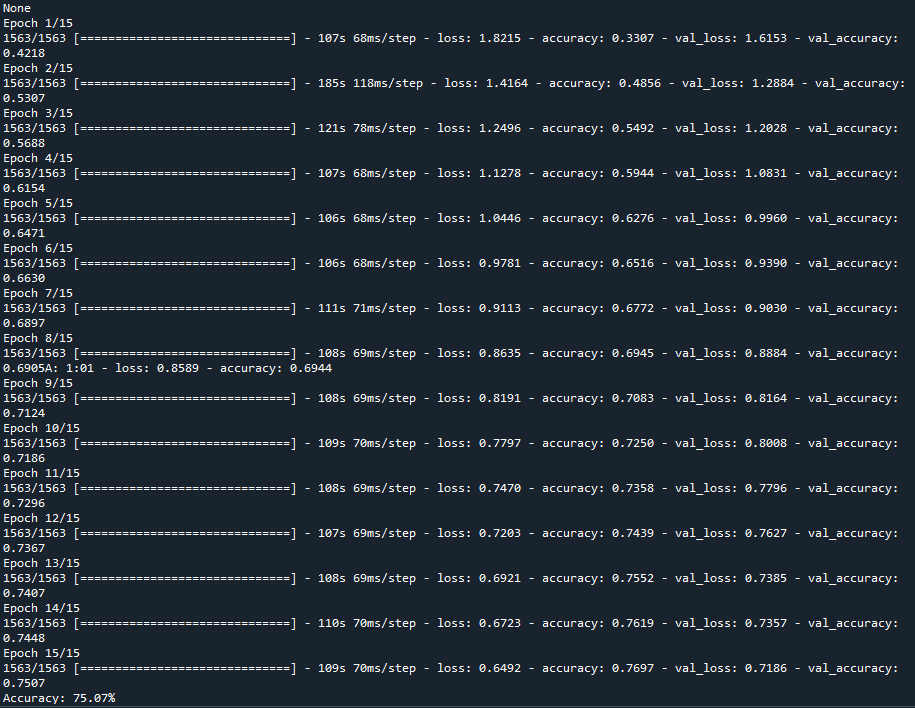 None
Epoch 1/15
1563/1563 [==============================] - 107s 68ms/step - loss: 1.8215 - accuracy: 0.3307 - val_loss: 1.6153 - val_accuracy:
0.4218
Epoch 2/15
1563/1563 [==============================] - 185s 118ms/step - loss: 1.4164 - accuracy: 0.4856 - val_loss: 1.2884 - val_accuracy:
0.5307
Epoch 3/15
1563/1563 [==============================] - 121s 78ms/step - loss: 1.2496 - accuracy: 0.5492 - val_loss: 1.2028 - val_accuracy:
0.5688
Epoch 4/15
1563/1563 [==============================] - 107s 68ms/step - loss: 1.1278 - accuracy: 0.5944 - val_loss: 1.0831 - val_accuracy:
0.6154
Epoch 5/15
1563/1563 [==============================] - 106s 68ms/step - loss: 1.0446 - accuracy: 0.6276 - val_loss: 0.9960 - val_accuracy:
0.6471
Epoch 6/15
1563/1563 [==============================] - 106s 68ms/step - loss: 0.9781 - accuracy: 0.6516 - val_loss: 0.9390 - val_accuracy:
0.6630
Epoch 7/15
1563/1563 [==============================] - 111s 71ms/step - loss: 0.9113 - accuracy: 0.6772 - val_loss: 0.9030 - val_accuracy:
0.6897
Epoch 8/15
1563/1563 [==============================] - 108s 69ms/step - loss: 0.8635 - accuracy: 0.6945 - val_loss: 0.8884 - val_accuracy:
0.6905A: 1:01 - loss: 0.8589 - accuracy: 0.6944
Epoch 9/15
1563/1563 [==============================] - 108s 69ms/step - loss: 0.8191 - accuracy: 0.7083 - val_loss: 0.8164 - val_accuracy:
0.7124
Epoch 10/15
1563/1563 [==============================] - 109s 70ms/step - loss: 0.7797 - accuracy: 0.7250 - val_loss: 0.8008 - val_accuracy:
0.7186
Epoch 11/15
1563/1563 [==============================] - 108s 69ms/step - loss: 0.7470 - accuracy: 0.7358 - val_loss: 0.7796 - val_accuracy:
0.7296
Epoch 12/15
1563/1563 [==============================] - 107s 69ms/step - loss: 0.7203 - accuracy: 0.7439 - val_loss: 0.7627 - val_accuracy:
0.7367
Epoch 13/15
1563/1563 [==============================] - 108s 69ms/step - loss: 0.6921 - accuracy: 0.7552 - val_loss: 0.7385 - val_accuracy:
0.7407
Epoch 14/15
1563/1563 [==============================] - 110s 70ms/step - loss: 0.6723 - accuracy: 0.7619 - val_loss: 0.7357 - val_accuracy:
0.7448
Epoch 15/15
1563/1563 [==============================] - 109s 70ms/step - loss: 0.6492 - accuracy: 0.7697 - val_loss: 0.7186 - val_accuracy:
0.7507
Accuracy: 75.07%